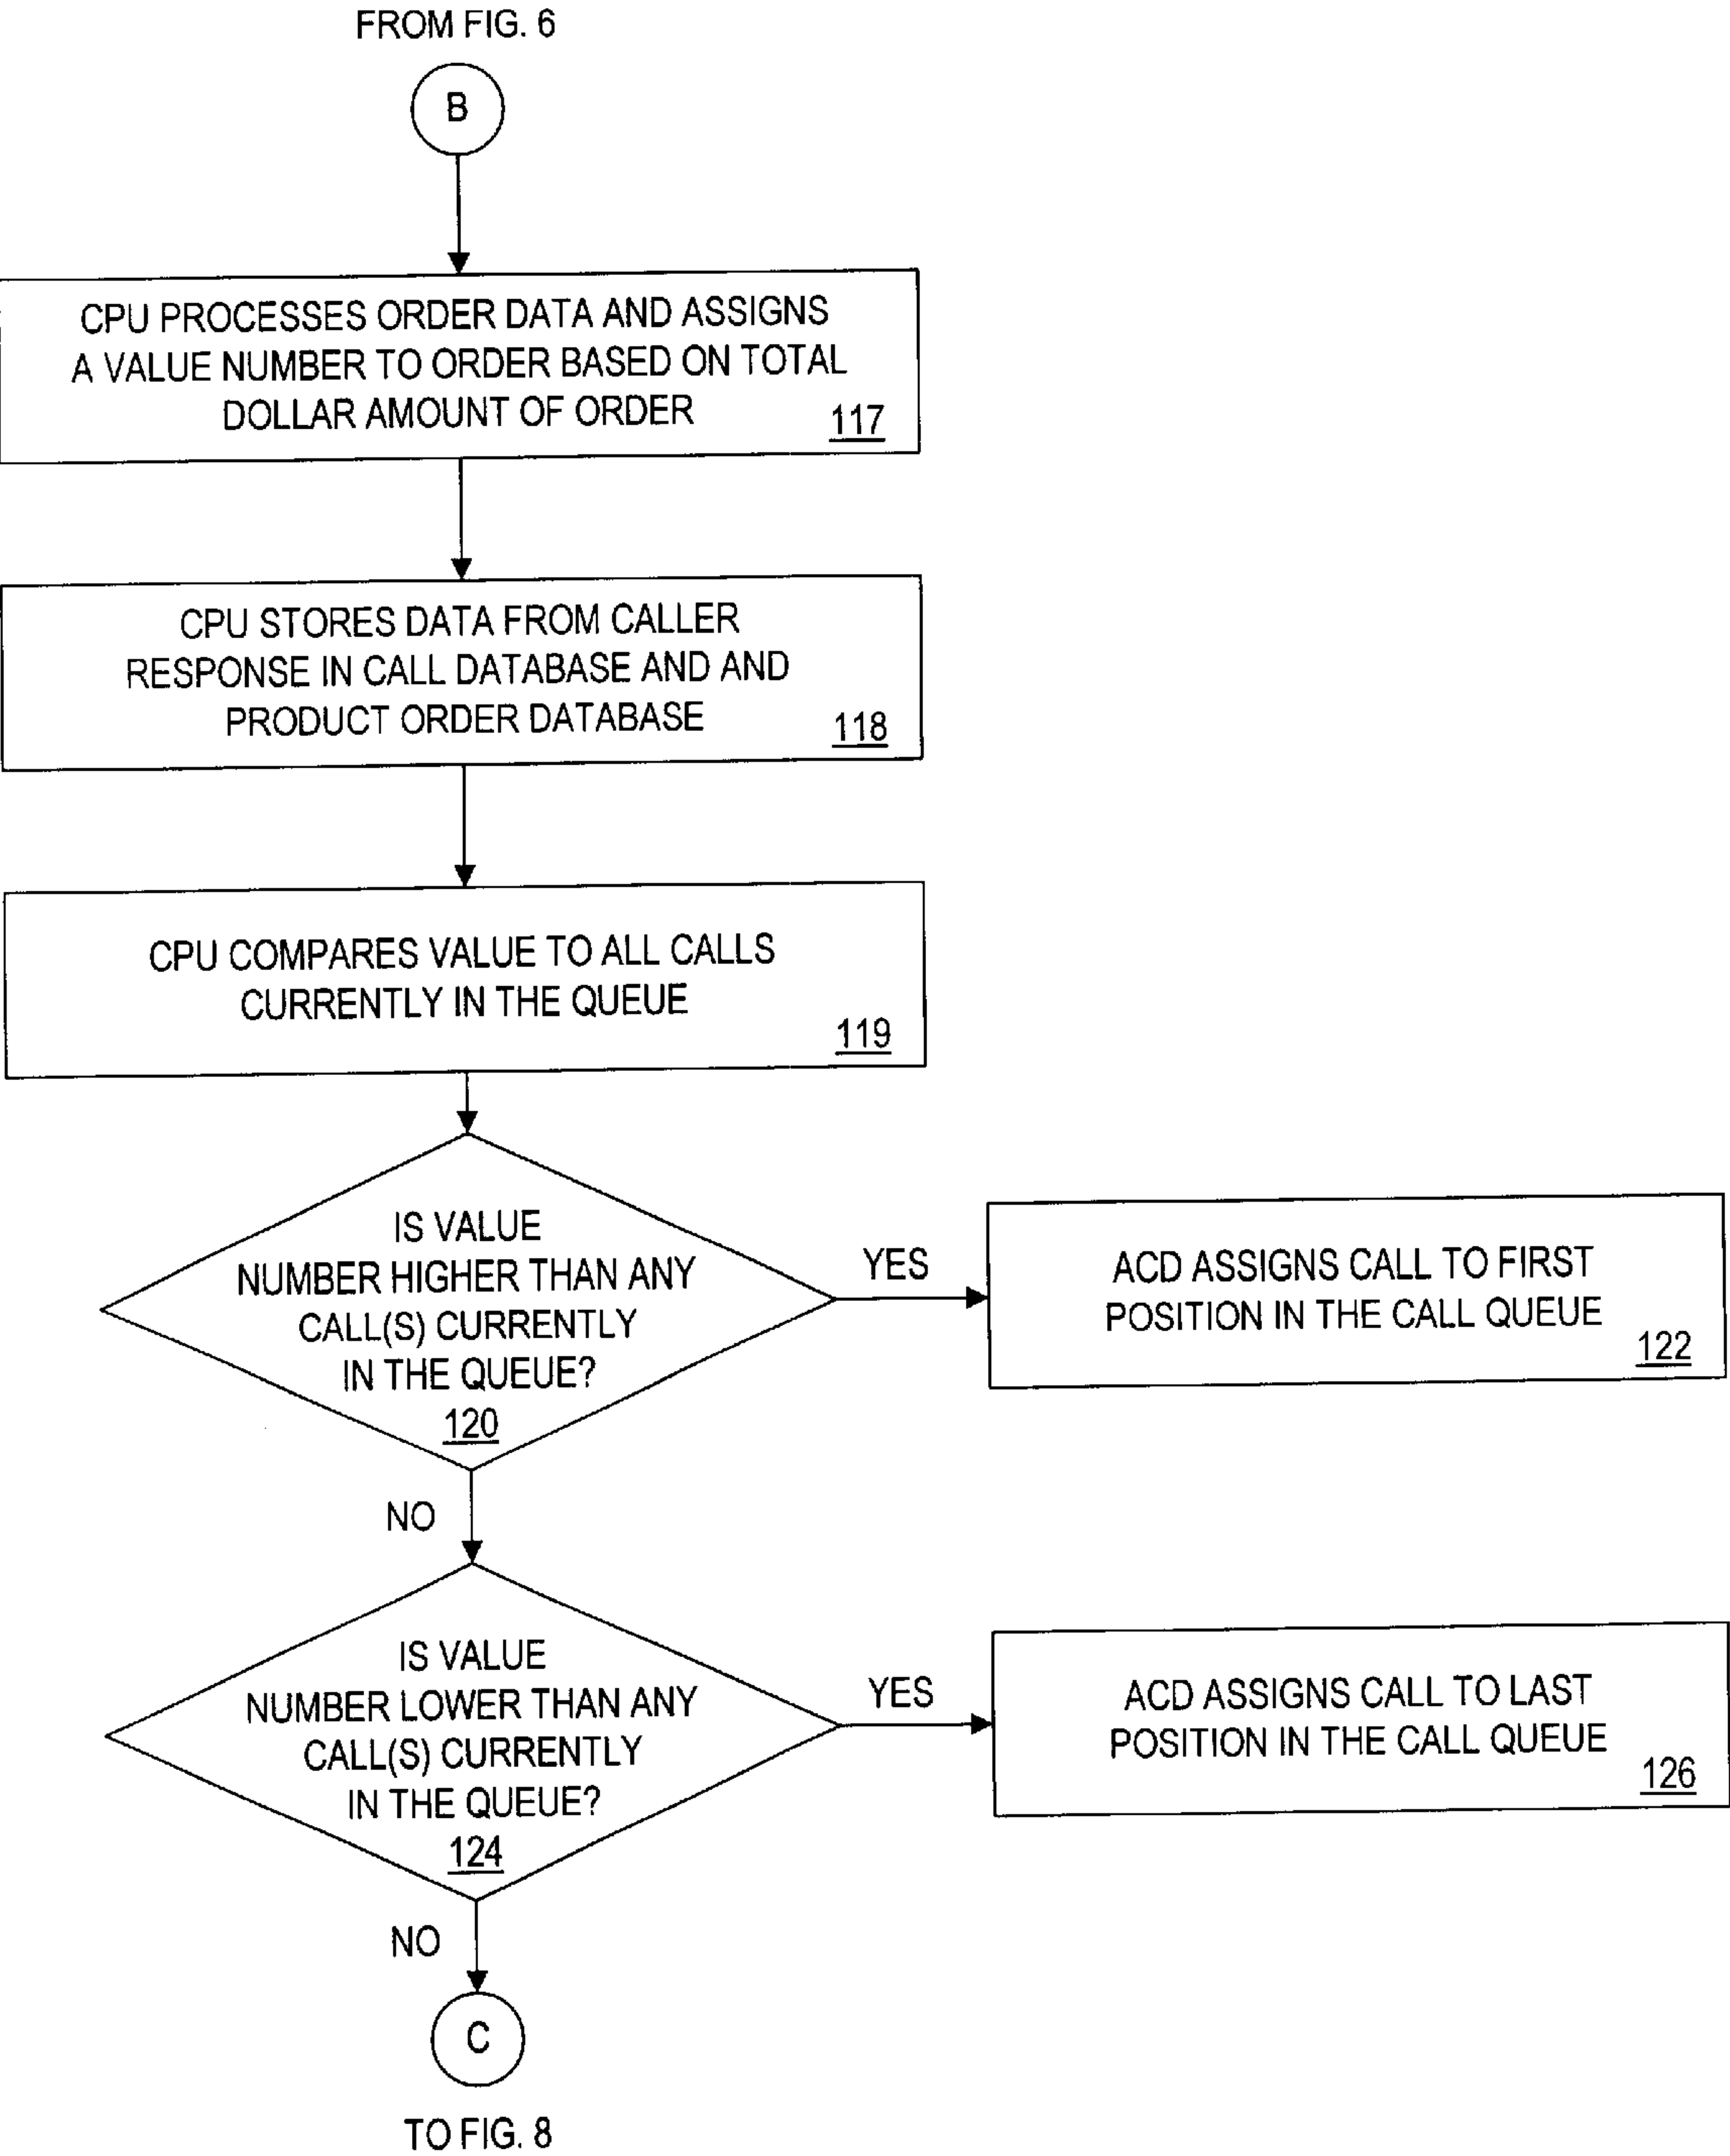 FROM FIG. 6
B
CPU PROCESSES ORDER DATA AND ASSIGNS
A VALUE NUMBER TO ORDER BASED ON TOTAL
DOLLAR AMOUNT OF ORDER
117
CPU STORES DATA FROM CALLER
RESPONSE IN CALL DATABASE AND AND
PRODUCT ORDER DATABASE
118
CPU COMPARES VALUE TO ALL CALLS
CURRENTLY IN THE QUEUE
119
IS VALUE
NUMBER HIGHER THAN ANY
CALL(S) CURRENTLY
IN THE QUEUE?
120
YES
ACD ASSIGNS CALL TO FIRST
POSITION IN THE CALL QUEUE
122
NO
IS VALUE
NUMBER LOWER THAN ANY
CALL(S) CURRENTLY
IN THE QUEUE?
124
YES
ACD ASSIGNS CALL TO LAST
POSITION IN THE CALL QUEUE
126
NO
C
TO FIG. 8